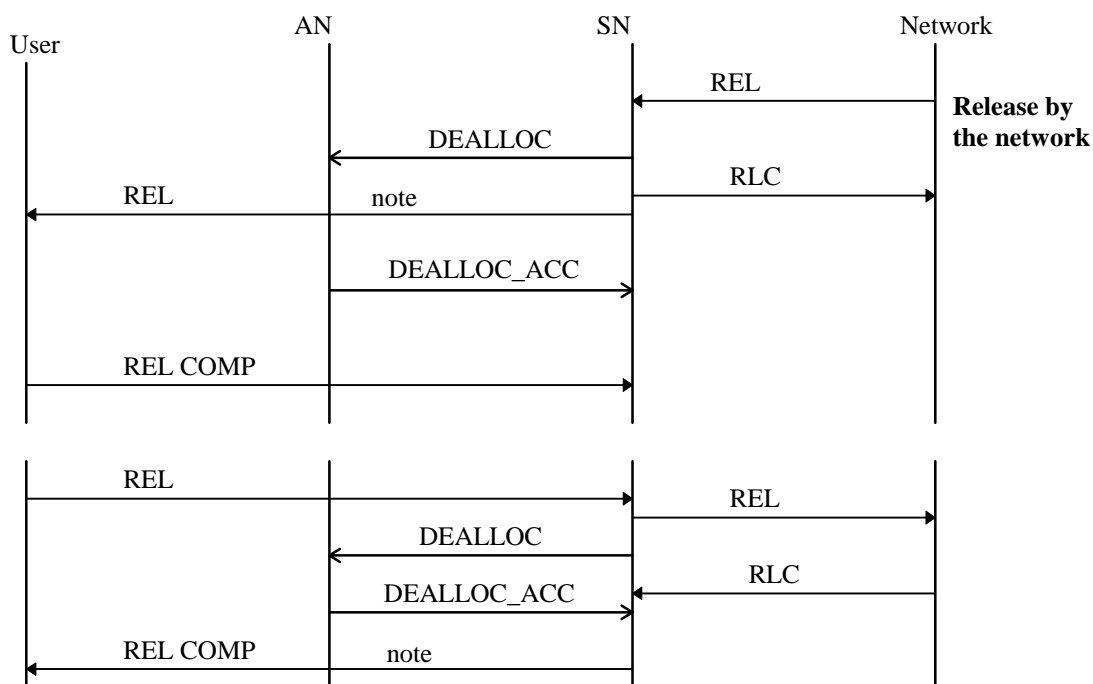 User
AN
SN
Network
REL
Release by
the network
DEALLOC
RLC
REL
note
DEALLOC_ACC
REL COMP
REL
REL
DEALLOC
RLC
DEALLOC_ACC
REL COMP
note